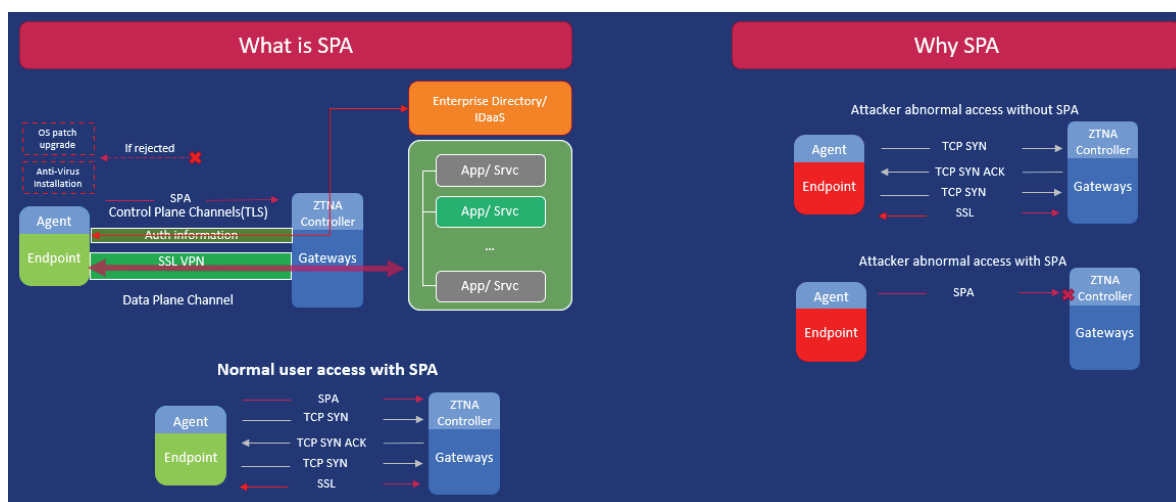 What is SPA
Enterprise Directory/
IDaaS
OS patch
upgrade
If rejected
Anti-Virus
Installation
App/ Srvc
SPA
Control Plane Channels(TLS)
Agent
Auth information
ZTNA
Controller
App/ Srvc
Endpoint
SSL VPN
Gateways
...
App/ Srvc
Data Plane Channel
Normal user access with SPA
SPA
Agent
TCP SYN
ZTNA
Controller
TCP SYN ACK
Endpoint
TCP SYN
Gateways
SSL
Why SPA
Attacker abnormal access without SPA
Agent
TCP SYN
ZTNA
Controller
TCP SYN ACK
Endpoint
TCP SYN
Gateways
SSL
Attacker abnormal access with SPA
Agent
SPA
ZTNA
Controller
Endpoint
Gateways